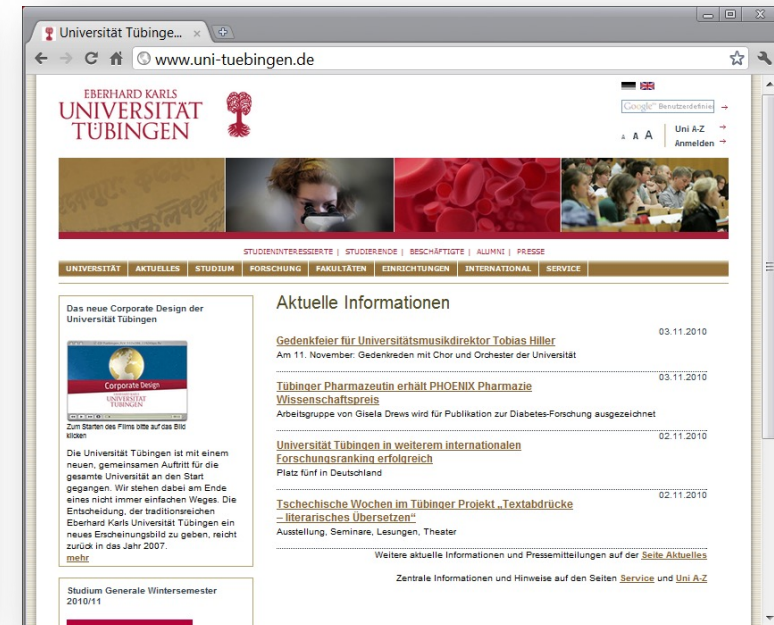 Universität Tübinge...
www.uni-tuebingen.de
EBERHARD KARLS
UNIVERSITÄT
TÜBINGEN
Google™ Benutzerdefinie
A A A
Uni A-Z
Anmelden
STUDIENINTERESSIERTE | STUDIERENDE | BESCHÄFTIGTE | ALUMNI | PRESSE
UNIVERSITÄT AKTUELLES STUDIUM FORSCHUNG FAKULTÄTEN EINRICHTUNGEN INTERNATIONAL SERVICE
Das neue Corporate Design der
Universität Tübingen
Corporate Design
UNIVERSITÄT
TÜBINGEN
Zum Starten des Films bitte auf das Bild
klicken
Die Universität Tübingen ist mit einem
neuen, gemeinsamen Auftritt für die
gesamte Universität an den Start
gegangen. Wir stehen dabei am Ende
eines nicht immer einfachen Weges. Die
Entscheidung, der traditionsreichen
Eberhard Karls Universität Tübingen ein
neues Erscheinungsbild zu geben, reicht
zurück in das Jahr 2007.
mehr
Studium Generale Wintersemester
2010/11
Aktuelle Informationen
03.11.2010
Gedenkfeier für Universitätsmusikdirektor Tobias Hiller
Am 11. November: Gedenkreden mit Chor und Orchester der Universität
03.11.2010
Tübinger Pharmazeutin erhält PHOENIX Pharmazie
Wissenschaftspreis
Arbeitsgruppe von Gisela Drews wird für Publikation zur Diabetes-Forschung ausgezeichnet
02.11.2010
Universität Tübingen in weiterem internationalen
Forschungsranking erfolgreich
Platz fünf in Deutschland
02.11.2010
Tschechische Wochen im Tübinger Projekt „Textabdrücke
– literarisches Übersetzen“
Ausstellung, Seminare, Lesungen, Theater
Weitere aktuelle Informationen und Pressemitteilungen auf der Seite Aktuelles
Zentrale Informationen und Hinweise auf den Seiten Service und Uni A-Z